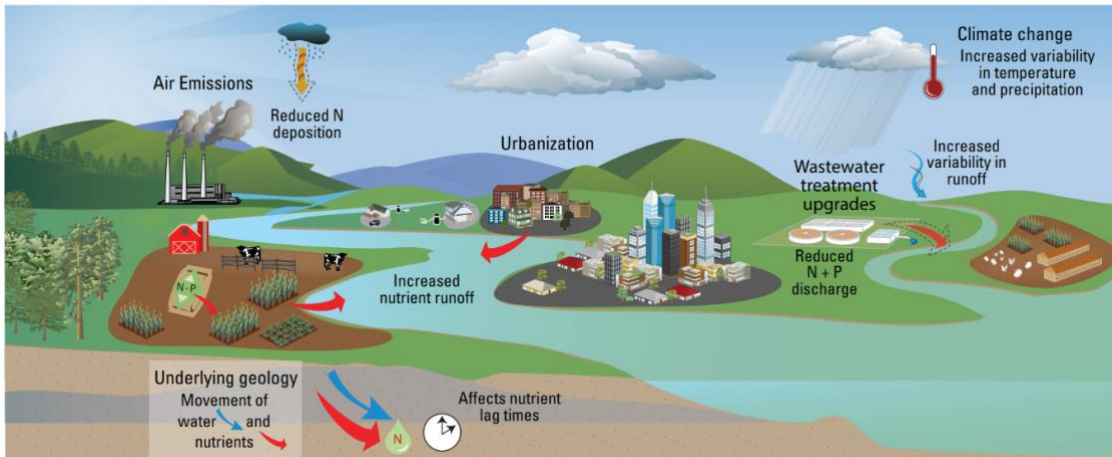 Air Emissions
Reduced N
deposition
Climate change
Increased variability
in temperature
and precipitation
Urbanization
Increased
variability in
runoff
Wastewater
treatment
upgrades
Reduced
N + P
discharge
N - P
Increased
nutrient runoff
Underlying geology
Movement of
water and
nutrients
N
Affects nutrient
lag times